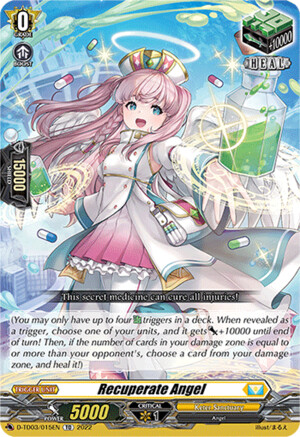 0
GRADE
+10000
HEAL
BOOST
15000
SHIELD
This secret medicine can cure all injuries!
(You may only have up to four triggers in a deck. When revealed as
a trigger, choose one of your units, and it gets +10000 until end
of turn! Then, if the number of cards in your damage zone is equal to
or more than your opponent's, choose a card from your damage
zone, and heal it!)
TRIGGER UNIT
Recuperate Angel
POWER 5000
CRITICAL
1
Keter Sanctuary
Angel
D-TD03/015EN TD 2022
illust/